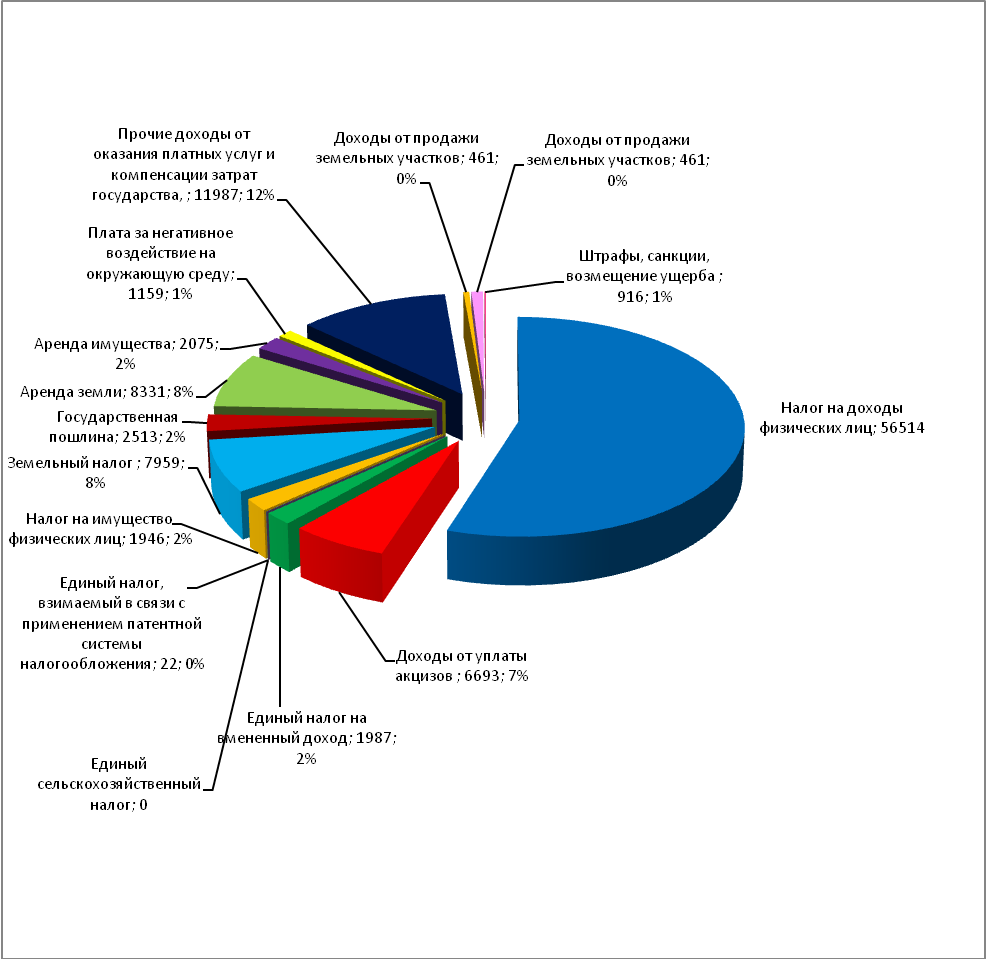 Прочие доходы от
оказания платных услуг и
компенсации затрат
государства, ; 11987; 12%
Доходы от продажи
земельных участков; 461;
0%
Доходы от продажи
земельных участков; 461;
0%
Плата за негативное
воздействие на
окружающую среду;
1159; 1%
Штрафы, санкции,
возмещение ущерба ;
916; 1%
Аренда имущества; 2075;
2%
Аренда земли; 8331; 8%
Налог на доходы
физических лиц; 56514
Государственная
пошлина; 2513; 2%
Земельный налог ; 7959;
8%
Налог на имущество
физических лиц; 1946; 2%
Единый налог,
взимаемый в связи с
применением патентной
системы
налогообложения; 22; 0%
Доходы от уплаты
акцизов ; 6693; 7%
Единый налог на
вмененный доход; 1987;
2%
Единый
сельскохозяйственный
налог; 0